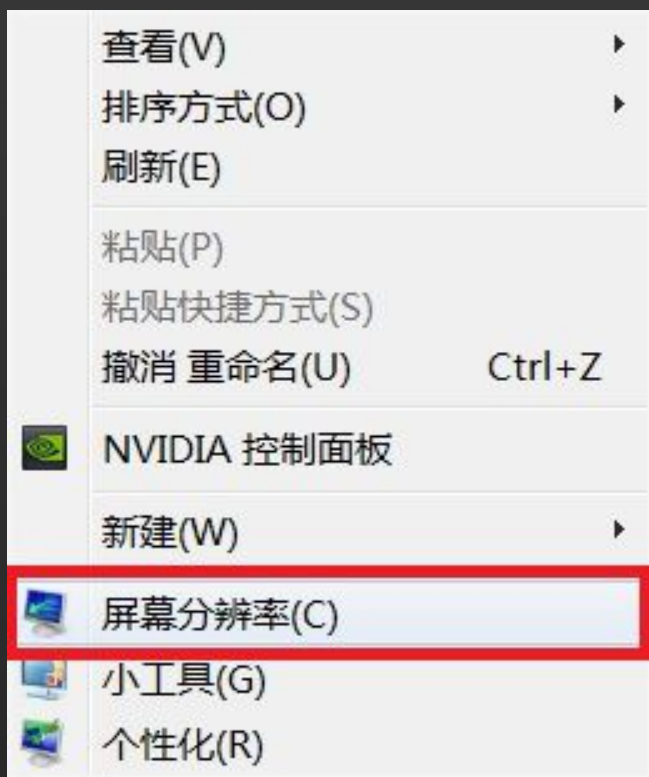 查看(V)
排序方式(O)
刷新(E)
粘贴(P)
粘贴快捷方式(S)
撤消 重命名(U) Ctrl+Z
NVIDIA 控制面板
新建(W)
屏幕分辨率(C)
小工具(G)
个性化(R)